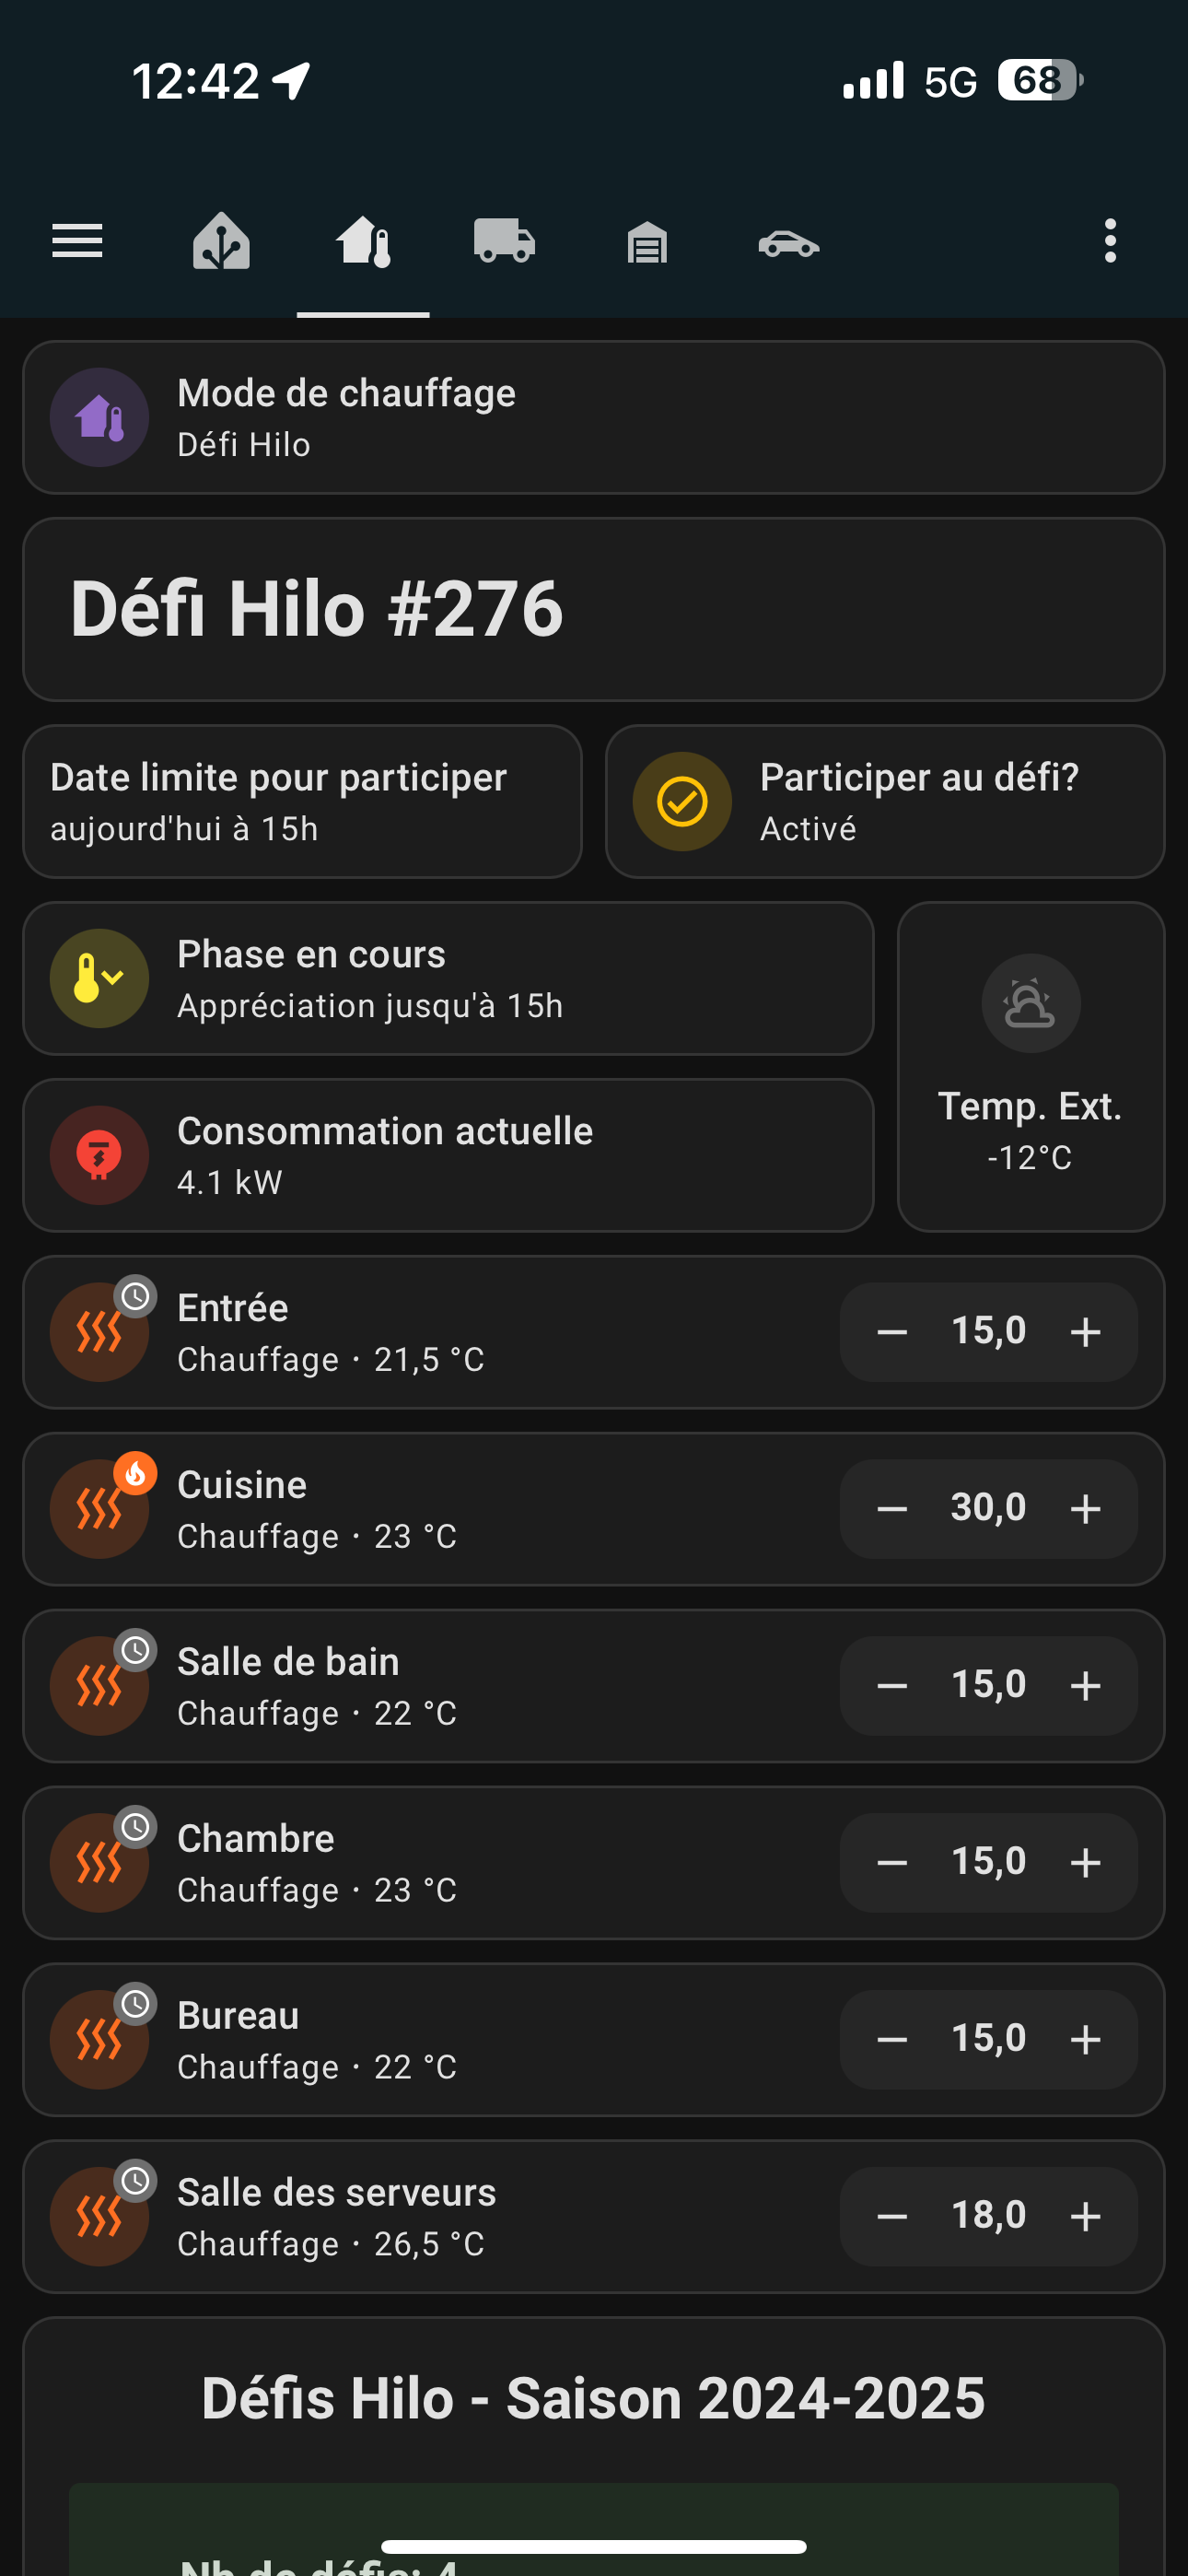 12:42
5G
68
Mode de chauffage
Défi Hilo
Défi Hilo #276
Date limite pour participer
aujourd'hui à 15h
Participer au défi?
Activé
Phase en cours
Appréciation jusqu'à 15h
Temp. Ext.
-12°C
Consommation actuelle
4.1 kW
Entrée
Chauffage · 21,5 °C
− 15,0 +
Cuisine
Chauffage · 23 °C
− 30,0 +
Salle de bain
Chauffage · 22 °C
− 15,0 +
Chambre
Chauffage · 23 °C
− 15,0 +
Bureau
Chauffage · 22 °C
− 15,0 +
Salle des serveurs
Chauffage · 26,5 °C
− 18,0 +
Défis Hilo - Saison 2024-2025
Nb de défis: 4